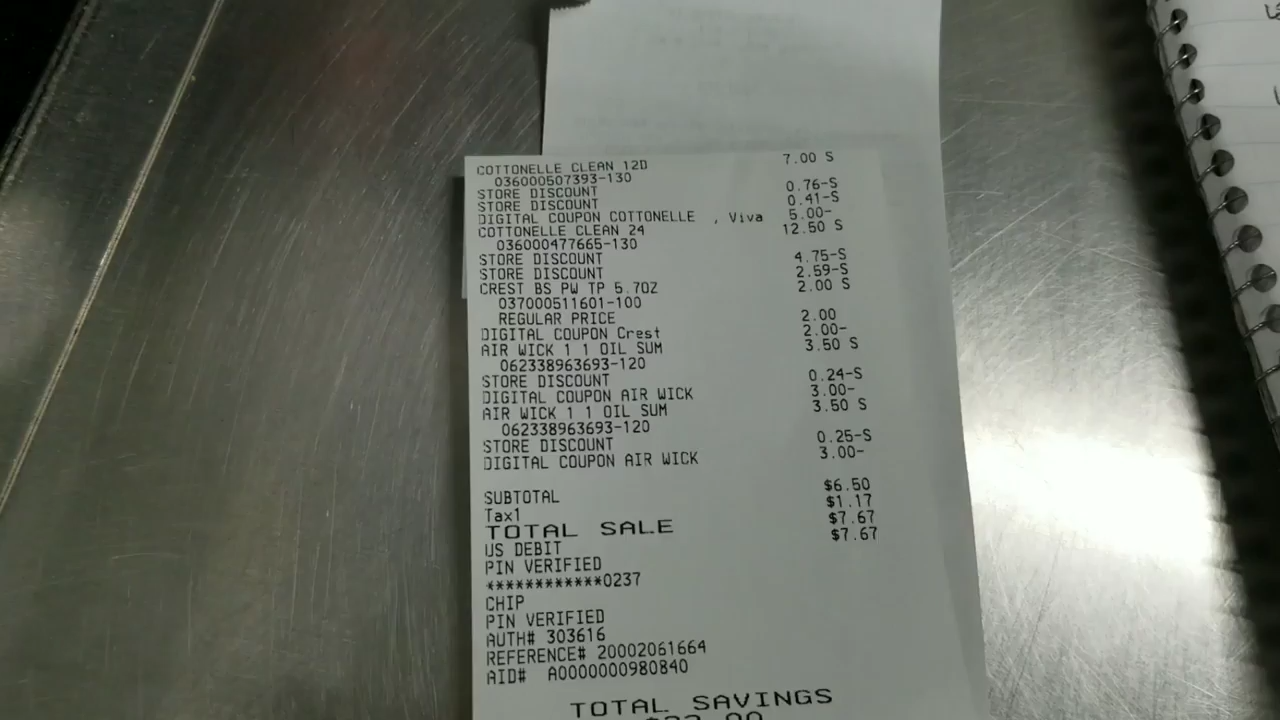 COTTONELLE CLEAN 12D 7.00 S
036000507393-130
STORE DISCOUNT 0.76-S
STORE DISCOUNT 0.41-S
DIGITAL COUPON COTTONELLE , Viva 5.00-
COTTONELLE CLEAN 24 12.50 S
036000477665-130
STORE DISCOUNT 4.75-S
STORE DISCOUNT 2.59-S
CREST BS PW TP 5.7OZ 2.00 S
037000511601-100
REGULAR PRICE 2.00
DIGITAL COUPON Crest 2.00-
AIR WICK 1 1 OIL SUM 3.50 S
062338963693-120
STORE DISCOUNT 0.24-S
DIGITAL COUPON AIR WICK 3.00-
AIR WICK 1 1 OIL SUM 3.50 S
062338963693-120
STORE DISCOUNT 0.25-S
DIGITAL COUPON AIR WICK 3.00-
SUBTOTAL $6.50
Tax1 $1.17
TOTAL SALE $7.67
US DEBIT $7.67
PIN VERIFIED
************0237
CHIP
PIN VERIFIED
AUTH# 303616
REFERENCE# 20002061664
AID# A0000000980840
TOTAL SAVINGS